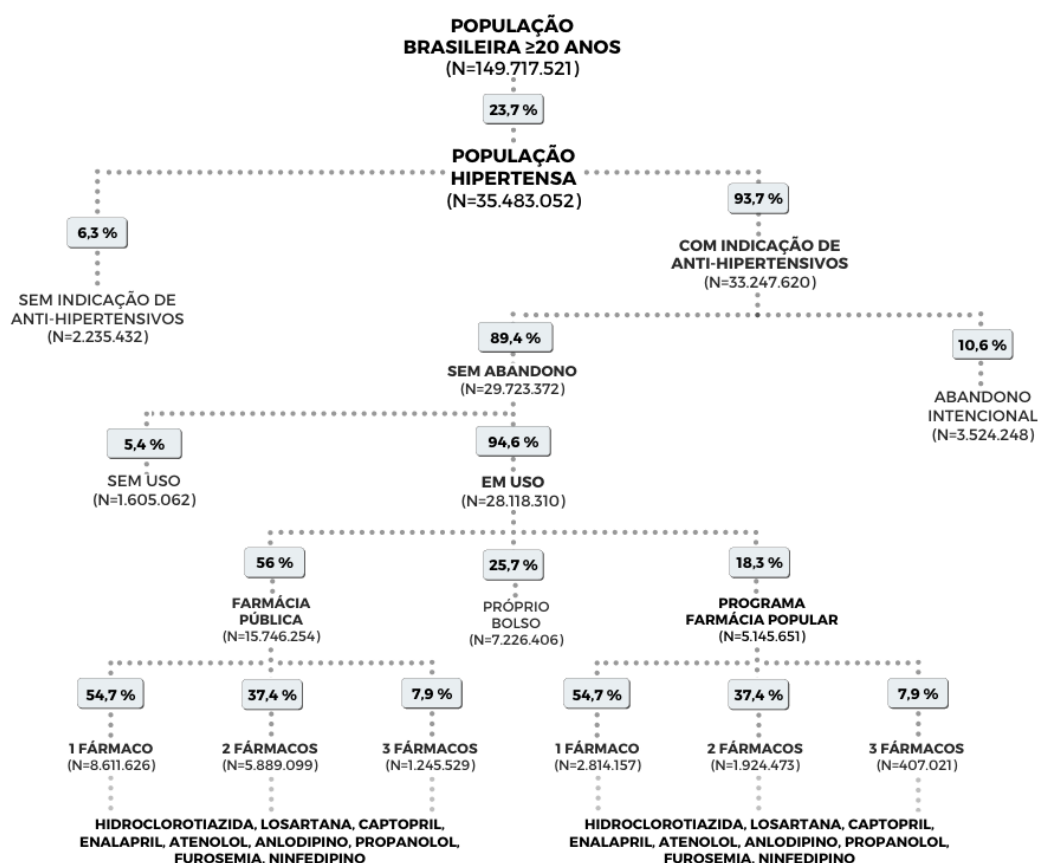 POPULAÇÃO
BRASILEIRA ≥20 ANOS
(N=149.717.521)
23,7 %
POPULAÇÃO
HIPERTENSA
(N=35.483.052)
6,3 %
93,7 %
SEM INDICAÇÃO DE
ANTI-HIPERTENSIVOS
(N=2.235.432)
COM INDICAÇÃO DE
ANTI-HIPERTENSIVOS
(N=33.247.620)
89,4 %
10,6 %
SEM ABANDONO
(N=29.723.372)
ABANDONO
INTENCIONAL
(N=3.524.248)
5,4 %
94,6 %
SEM USO
(N=1.605.062)
EM USO
(N=28.118.310)
56 %
25,7 %
18,3 %
FARMÁCIA
PÚBLICA
(N=15.746.254)
PRÓPRIO
BOLSO
(N=7.226.406)
PROGRAMA
FARMÁCIA POPULAR
(N=5.145.651)
54,7 %
37,4 %
7,9 %
54,7 %
37,4 %
7,9 %
1 FÁRMACO
(N=8.611.626)
2 FÁRMACOS
(N=5.889.099)
3 FÁRMACOS
(N=1.245.529)
1 FÁRMACO
(N=2.814.157)
2 FÁRMACOS
(N=1.924.473)
3 FÁRMACOS
(N=407.021)
HIDROCLOROTIAZIDA, LOSARTANA, CAPTOPRIL,
ENALAPRIL, ATENOLOL, ANLODIPINO, PROPANOLOL,
FUROSEMIA, NINFEDIPINO
HIDROCLOROTIAZIDA, LOSARTANA, CAPTOPRIL,
ENALAPRIL, ATENOLOL, ANLODIPINO, PROPANOLOL,
FUROSEMIA, NINFEDIPINO